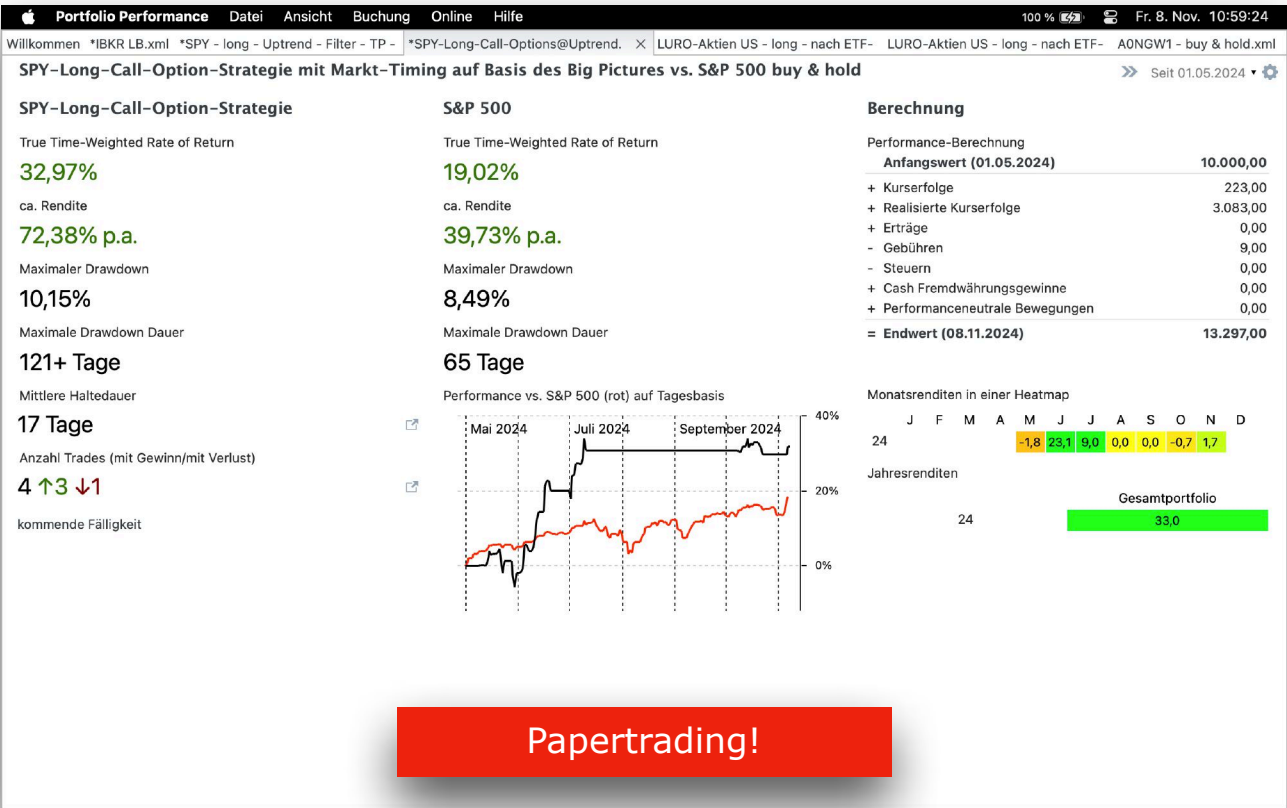 Portfolio Performance Datei Ansicht Buchung Online Hilfe 100 % Fr. 8. Nov. 10:59:24
Willkommen *IBKR LB.xml *SPY - long - Uptrend - Filter - TP - *SPY-Long-Call-Options@Uptrend. LURO-Aktien US - long - nach ETF- LURO-Aktien US - long - nach ETF- A0NGW1 - buy & hold.xml
SPY-Long-Call-Option-Strategie mit Markt-Timing auf Basis des Big Pictures vs. S&P 500 buy & hold
Seit 01.05.2024
SPY-Long-Call-Option-Strategie
True Time-Weighted Rate of Return
32,97%
ca. Rendite
72,38% p.a.
Maximaler Drawdown
10,15%
Maximale Drawdown Dauer
121+ Tage
Mittlere Haltedauer
17 Tage
Anzahl Trades (mit Gewinn/mit Verlust)
4 ↑3 ↓1
kommende Fälligkeit
S&P 500
True Time-Weighted Rate of Return
19,02%
ca. Rendite
39,73% p.a.
Maximaler Drawdown
8,49%
Maximale Drawdown Dauer
65 Tage
Performance vs. S&P 500 (rot) auf Tagesbasis
Mai 2024 Juli 2024 September 2024
40%
20%
0%
Berechnung
Performance-Berechnung
Anfangswert (01.05.2024) 10.000,00
+ Kurserfolge 223,00
+ Realisierte Kurserfolge 3.083,00
+ Erträge 0,00
- Gebühren 9,00
- Steuern 0,00
+ Cash Fremdwährungsgewinne 0,00
+ Performanceneutrale Bewegungen 0,00
= Endwert (08.11.2024) 13.297,00
Monatsrenditen in einer Heatmap
J F M A M J J A S O N D
24 -1,8 23,1 9,0 0,0 0,0 -0,7 1,7
Jahresrenditen
Gesamtportfolio
24 33,0
Papertrading!